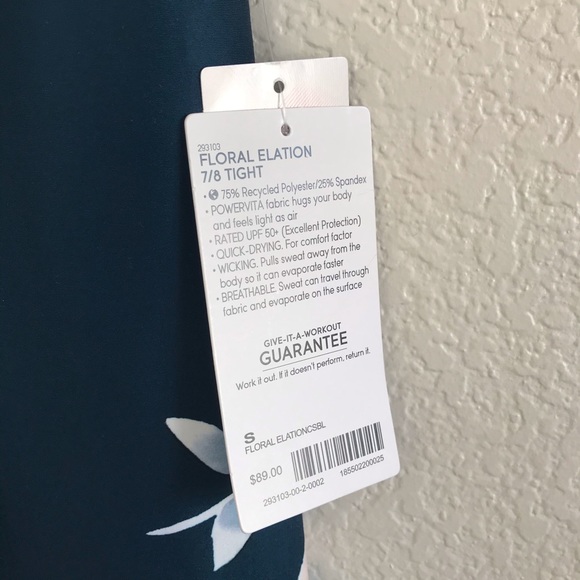 293103
FLORAL ELATION
7/8 TIGHT
• 75% Recycled Polyester/25% Spandex
• POWERVITA fabric hugs your body
and feels light as air
• RATED UPF 50+ (Excellent Protection)
• QUICK-DRYING. For comfort factor
• WICKING. Pulls sweat away from the
body so it can evaporate faster
• BREATHABLE. Sweat can travel through
fabric and evaporate on the surface
GIVE-IT-A-WORKOUT
GUARANTEE
Work it out. If it doesn't perform, return it.
S
FLORAL ELATIONCSBL
$89.00
293103-00-2-0002
185502200025